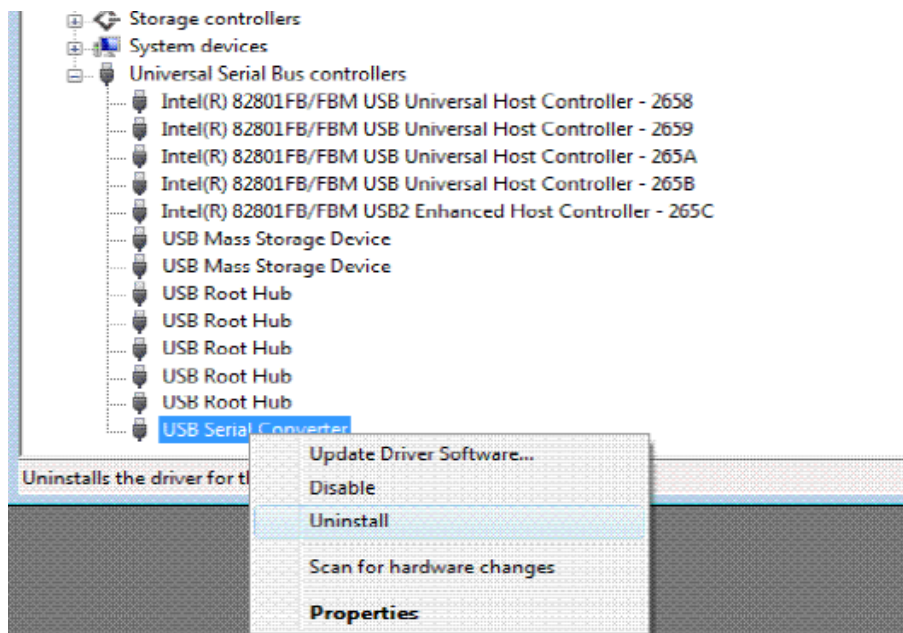 Storage controllers
System devices
Universal Serial Bus controllers
Intel(R) 82801FB/FBM USB Universal Host Controller - 2658
Intel(R) 82801FB/FBM USB Universal Host Controller - 2659
Intel(R) 82801FB/FBM USB Universal Host Controller - 265A
Intel(R) 82801FB/FBM USB Universal Host Controller - 265B
Intel(R) 82801FB/FBM USB2 Enhanced Host Controller - 265C
USB Mass Storage Device
USB Mass Storage Device
USB Root Hub
USB Root Hub
USB Root Hub
USB Root Hub
USB Root Hub
USB Serial Converter
Update Driver Software...
Uninstalls the driver for th
Disable
Uninstall
Scan for hardware changes
Properties